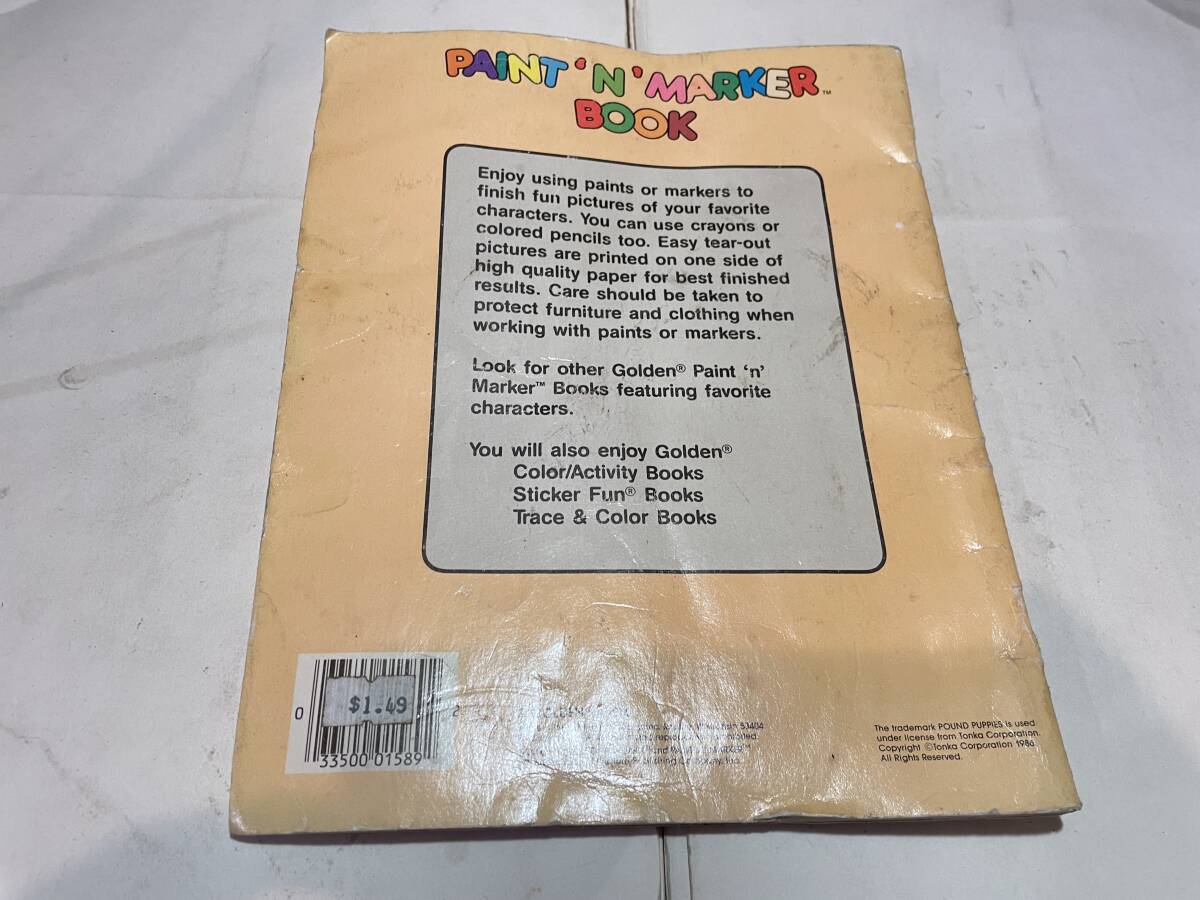 PAINT 'N' MARKER™
BOOK
Enjoy using paints or markers to
finish fun pictures of your favorite
characters. You can use crayons or
colored pencils too. Easy tear-out
pictures are printed on one side of
high quality paper for best finished
results. Care should be taken to
protect furniture and clothing when
working with paints or markers.
Look for other Golden® Paint 'n'
Marker™ Books featuring favorite
characters.
You will also enjoy Golden®
Color/Activity Books
Sticker Fun® Books
Trace & Color Books
$1.49
0
33500 01589
53404
Publishing Company, Inc.
The trademark POUND PUPPIES is used
under license from Tonka Corporation.
Copyright ©Tonka Corporation 1986.
All Rights Reserved.